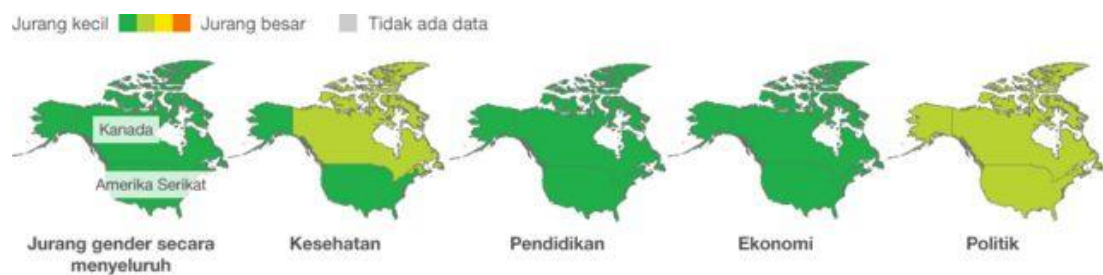 Jurang kecil Jurang besar Tidak ada data
Kanada
Amerika Serikat
Jurang gender secara menyeluruh
Kesehatan
Pendidikan
Ekonomi
Politik